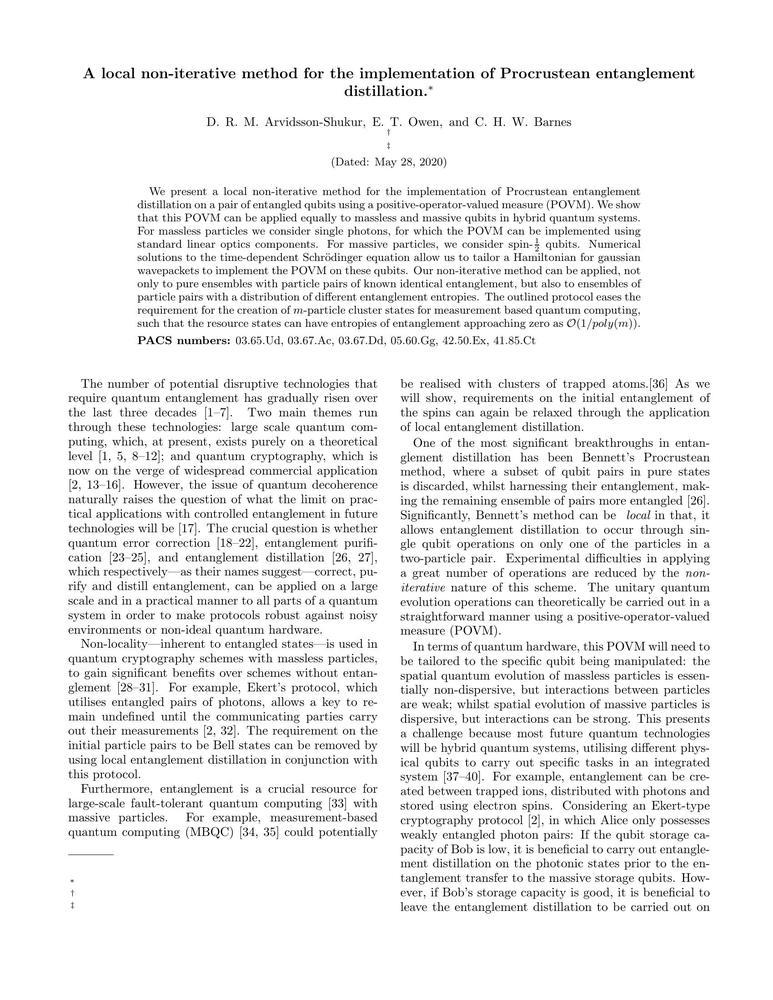 A local non-iterative method for the implementation of Procrustean entanglement
distillation.*
D. R. M. Arvidsson-Shukur, E. T. Owen, and C. H. W. Barnes
†
‡
(Dated: May 28, 2020)
We present a local non-iterative method for the implementation of Procrustean entanglement
distillation on a pair of entangled qubits using a positive-operator-valued measure (POVM). We show
that this POVM can be applied equally to massless and massive qubits in hybrid quantum systems.
For massless particles we consider single photons, for which the POVM can be implemented using
standard linear optics components. For massive particles, we consider spin-½ qubits. Numerical
solutions to the time-dependent Schrödinger equation allow us to tailor a Hamiltonian for gaussian
wavepackets to implement the POVM on these qubits. Our non-iterative method can be applied, not
only to pure ensembles with particle pairs of known identical entanglement, but also to ensembles of
particle pairs with a distribution of different entanglement entropies. The outlined protocol eases the
requirement for the creation of m-particle cluster states for measurement based quantum computing,
such that the resource states can have entropies of entanglement approaching zero as O(1/poly(m)).
PACS numbers: 03.65.Ud, 03.67.Ac, 03.67.Dd, 05.60.Gg, 42.50.Ex, 41.85.Ct
The number of potential disruptive technologies that
require quantum entanglement has gradually risen over
the last three decades [1–7]. Two main themes run
through these technologies: large scale quantum com-
puting, which, at present, exists purely on a theoretical
level [1, 5, 8–12]; and quantum cryptography, which is
now on the verge of widespread commercial application
[2, 13–16]. However, the issue of quantum decoherence
naturally raises the question of what the limit on prac-
tical applications with controlled entanglement in future
technologies will be [17]. The crucial question is whether
quantum error correction [18–22], entanglement purifi-
cation [23–25], and entanglement distillation [26, 27],
which respectively—as their names suggest—correct, pu-
rify and distill entanglement, can be applied on a large
scale and in a practical manner to all parts of a quantum
system in order to make protocols robust against noisy
environments or non-ideal quantum hardware.
Non-locality—inherent to entangled states—is used in
quantum cryptography schemes with massless particles,
to gain significant benefits over schemes without entan-
glement [28–31]. For example, Ekert's protocol, which
utilises entangled pairs of photons, allows a key to re-
main undefined until the communicating parties carry
out their measurements [2, 32]. The requirement on the
initial particle pairs to be Bell states can be removed by
using local entanglement distillation in conjunction with
this protocol.
Furthermore, entanglement is a crucial resource for
large-scale fault-tolerant quantum computing [33] with
massive particles. For example, measurement-based
quantum computing (MBQC) [34, 35] could potentially
*
†
‡
be realised with clusters of trapped atoms.[36] As we
will show, requirements on the initial entanglement of
the spins can again be relaxed through the application
of local entanglement distillation.
One of the most significant breakthroughs in entan-
glement distillation has been Bennett's Procrustean
method, where a subset of qubit pairs in pure states
is discarded, whilst harnessing their entanglement, mak-
ing the remaining ensemble of pairs more entangled [26].
Significantly, Bennett's method can be local in that, it
allows entanglement distillation to occur through sin-
gle qubit operations on only one of the particles in a
two-particle pair. Experimental difficulties in applying
a great number of operations are reduced by the non-
iterative nature of this scheme. The unitary quantum
evolution operations can theoretically be carried out in a
straightforward manner using a positive-operator-valued
measure (POVM).
In terms of quantum hardware, this POVM will need to
be tailored to the specific qubit being manipulated: the
spatial quantum evolution of massless particles is essen-
tially non-dispersive, but interactions between particles
are weak; whilst spatial evolution of massive particles is
dispersive, but interactions can be strong. This presents
a challenge because most future quantum technologies
will be hybrid quantum systems, utilising different phys-
ical qubits to carry out specific tasks in an integrated
system [37–40]. For example, entanglement can be cre-
ated between trapped ions, distributed with photons and
stored using electron spins. Considering an Ekert-type
cryptography protocol [2], in which Alice only possesses
weakly entangled photon pairs: If the qubit storage ca-
pacity of Bob is low, it is beneficial to carry out entangle-
ment distillation on the photonic states prior to the en-
tanglement transfer to the massive storage qubits. How-
ever, if Bob's storage capacity is good, it is beneficial to
leave the entanglement distillation to be carried out on